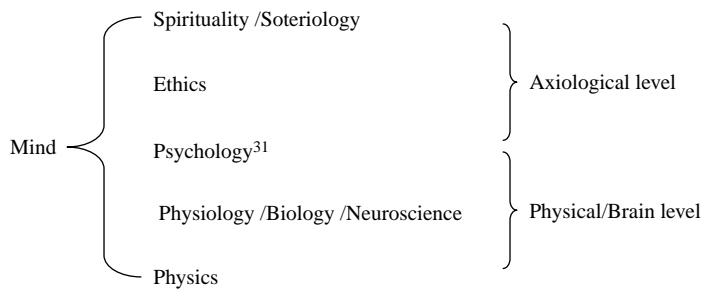 Spirituality /Soteriology
Ethics
Axiological level
Mind
Psychology31
Physiology /Biology /Neuroscience
Physical/Brain level
Physics